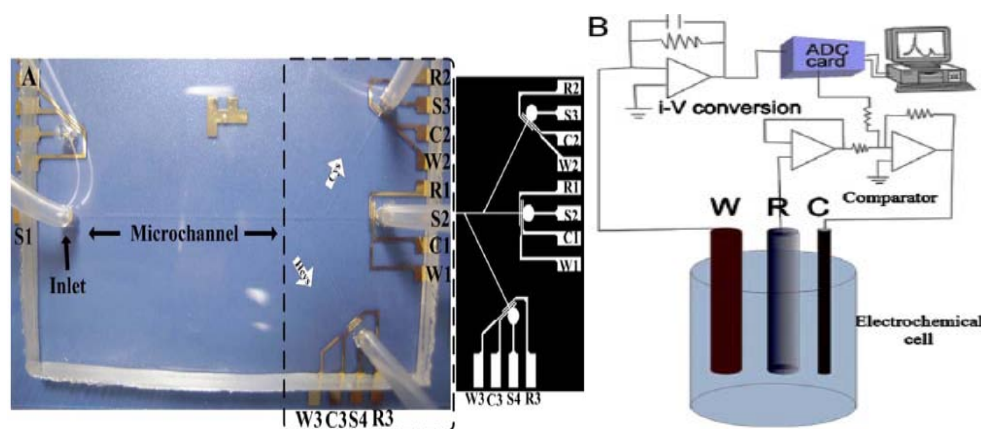 A
R2
S3
C2
W2
R1
S2
C1
W1
S1
Microchannel
Inlet
W3 C3 S4 R3
R2
S3
C2
W2
R1
S2
C1
W1
W3 C3 S4 R3
B
ADC
card
i-V conversion
Comparator
W R C
Electrochemical
cell